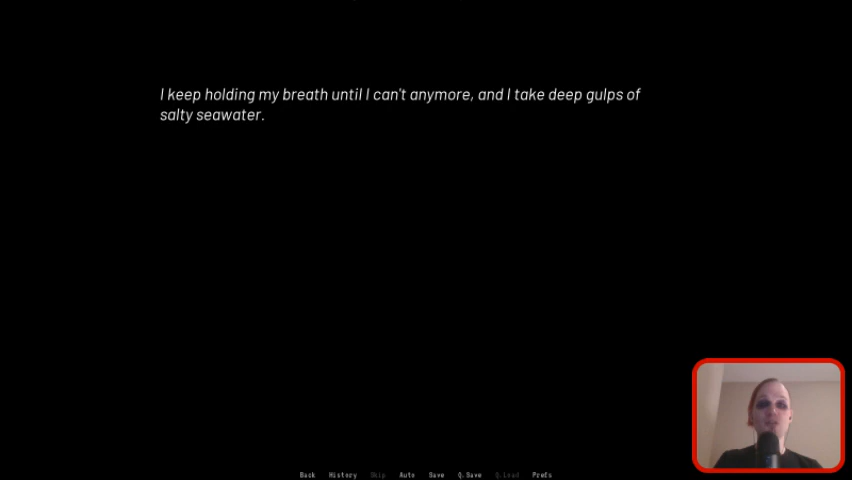 I keep holding my breath until I can't anymore, and I take deep gulps of
salty seawater.
Back History Skip Auto Save Q.Save Q.Load Prefs